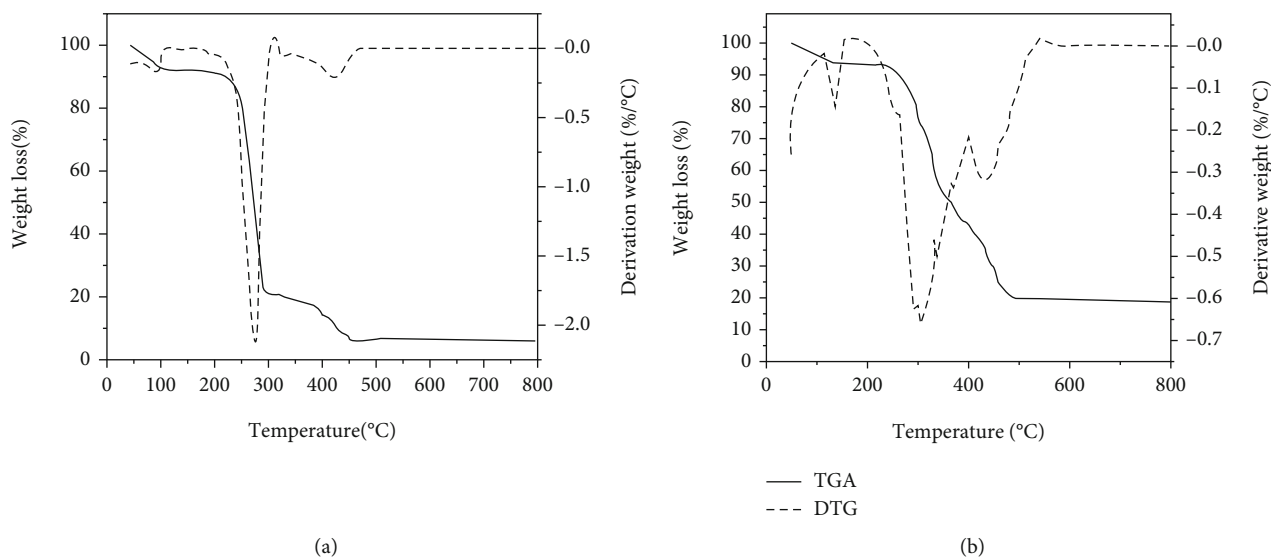 100
80
60
40
20
0
Weight loss(%)
−0.0
−0.5
−1.0
−1.5
−2.0
Derivation weight (%/°C)
0 100 200 300 400 500 600 700 800
Temperature(°C)
(a)
100
90
80
70
60
50
40
30
20
10
0
Weight loss (%)
−0.0
−0.1
−0.2
−0.3
−0.4
−0.5
−0.6
−0.7
Derivative weight (%/°C)
0 200 400 600 800
Temperature (°C)
TGA
DTG
(b)